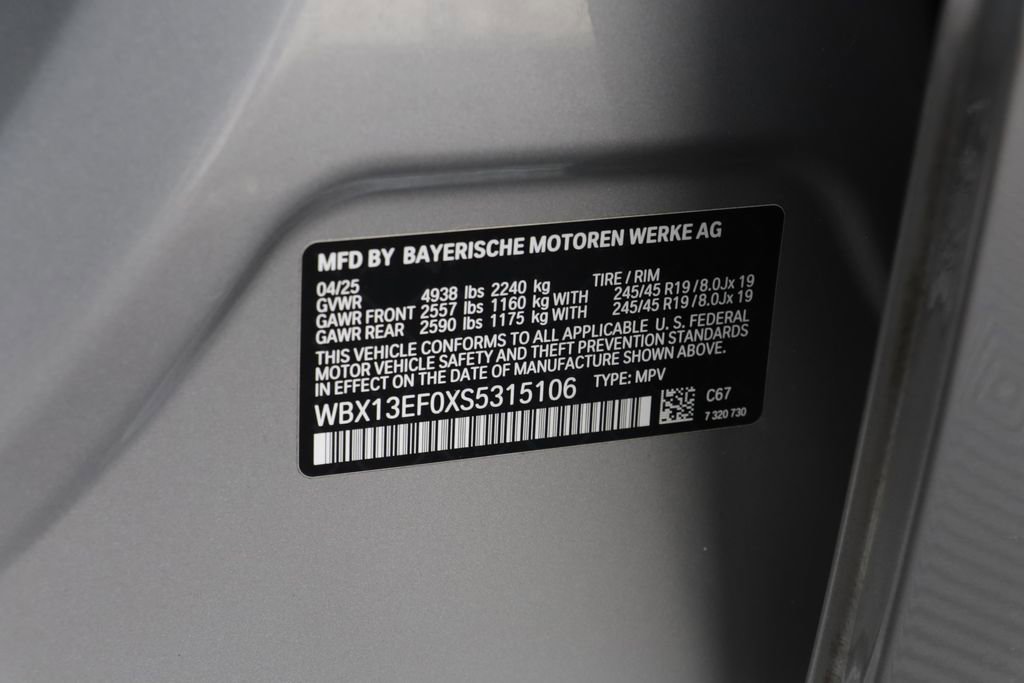 MFD BY BAYERISCHE MOTOREN WERKE AG
04/25 TIRE / RIM
GVWR 4938 lbs 2240 kg
GAWR FRONT 2557 lbs 1160 kg WITH 245/45 R19 / 8.0Jx 19
GAWR REAR 2590 lbs 1175 kg WITH 245/45 R19 / 8.0Jx 19
THIS VEHICLE CONFORMS TO ALL APPLICABLE U. S. FEDERAL
MOTOR VEHICLE SAFETY AND THEFT PREVENTION STANDARDS
IN EFFECT ON THE DATE OF MANUFACTURE SHOWN ABOVE.
WBX13EF0XS5315106 TYPE: MPV
C67
7 320 730